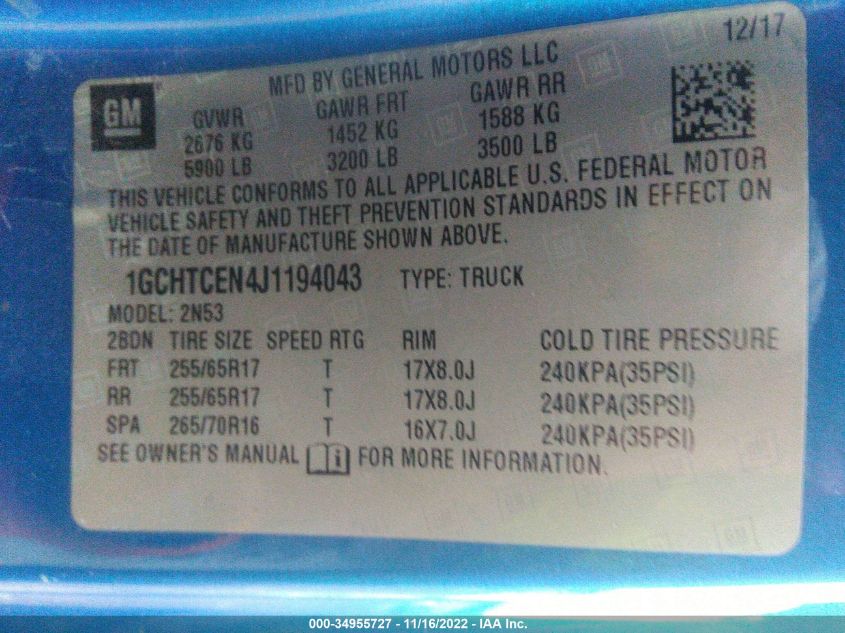 12/17
MFD BY GENERAL MOTORS LLC
GM
GVWR GAWR FRT GAWR RR
2676 KG 1452 KG 1588 KG
5900 LB 3200 LB 3500 LB
THIS VEHICLE CONFORMS TO ALL APPLICABLE U.S. FEDERAL MOTOR
VEHICLE SAFETY AND THEFT PREVENTION STANDARDS IN EFFECT ON
THE DATE OF MANUFACTURE SHOWN ABOVE.
1GCHTCEN4J1194043 TYPE: TRUCK
MODEL: 2N53
2BDN TIRE SIZE SPEED RTG RIM COLD TIRE PRESSURE
FRT 255/65R17 T 17X8.0J 240KPA(35PSI)
RR 255/65R17 T 17X8.0J 240KPA(35PSI)
SPA 265/70R16 T 16X7.0J 240KPA(35PSI)
SEE OWNER'S MANUAL i FOR MORE INFORMATION.
000-34955727 - 11/16/2022 - IAA Inc.